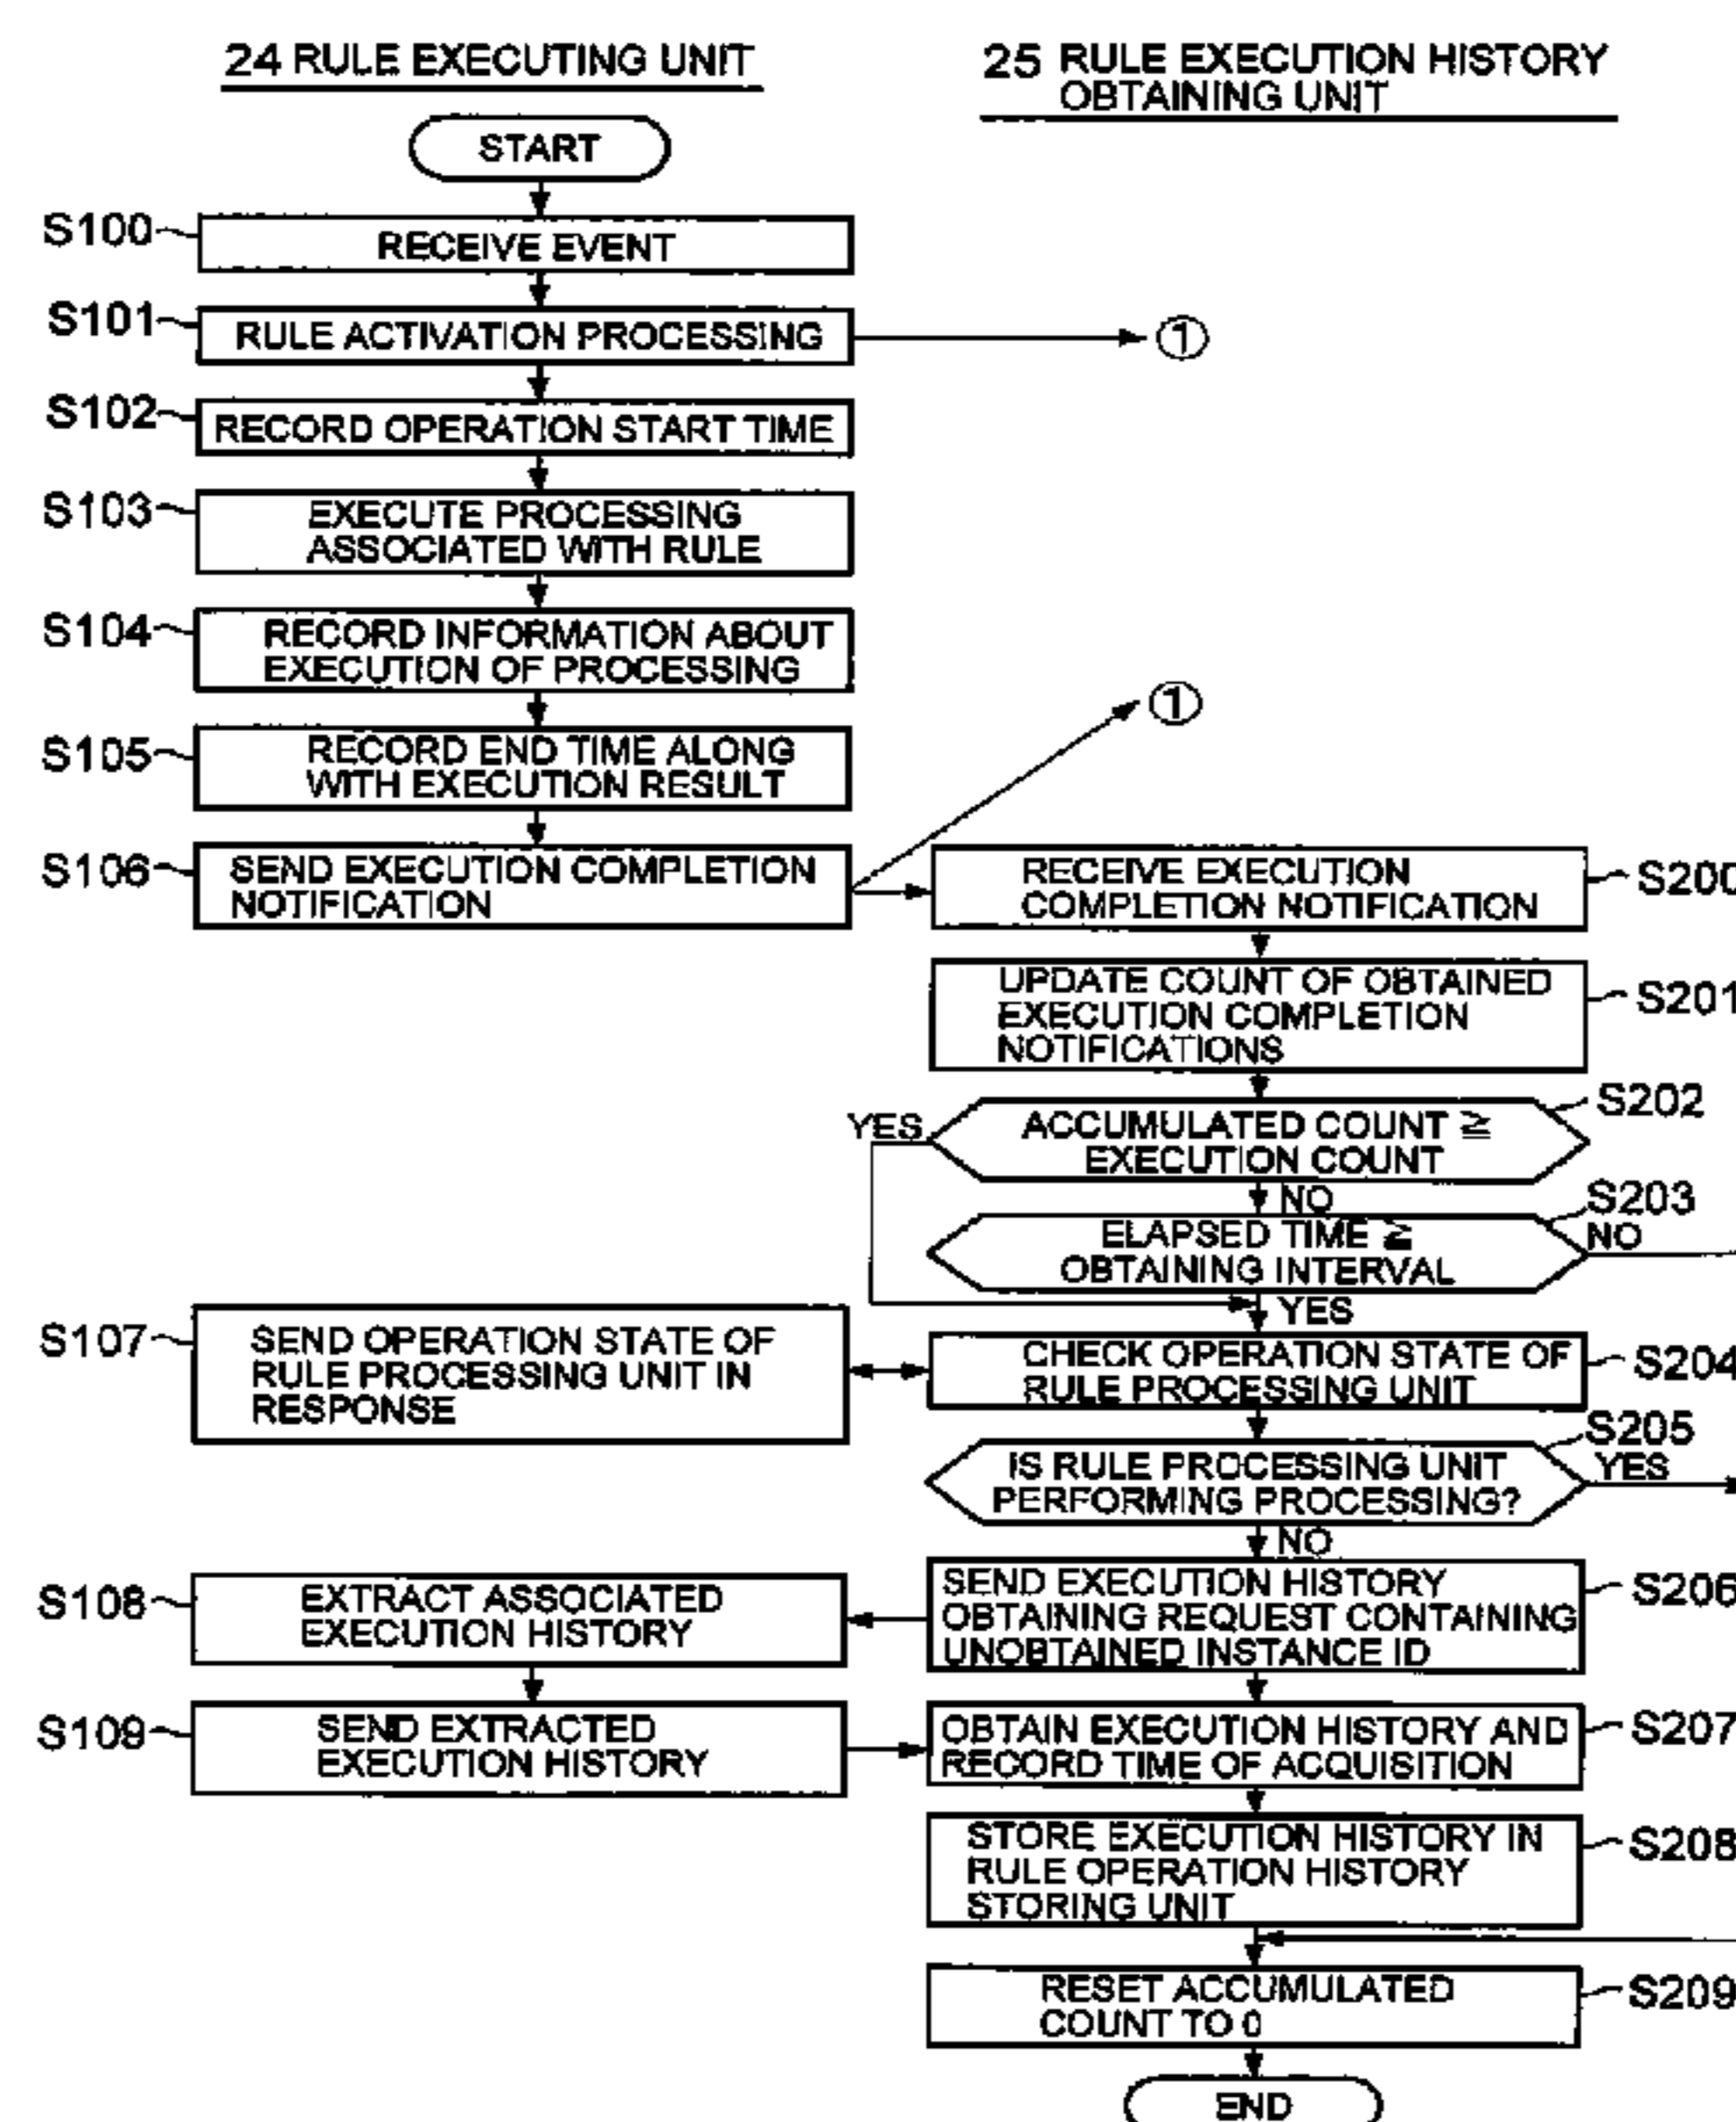 24 RULE EXECUTING UNIT
25 RULE EXECUTION HISTORY
OBTAINING UNIT
START
S100
RECEIVE EVENT
S101
RULE ACTIVATION PROCESSING
①
S102
RECORD OPERATION START TIME
S103
EXECUTE PROCESSING
ASSOCIATED WITH RULE
S104
RECORD INFORMATION ABOUT
EXECUTION OF PROCESSING
①
S105
RECORD END TIME ALONG
WITH EXECUTION RESULT
S106
SEND EXECUTION COMPLETION
NOTIFICATION
RECEIVE EXECUTION
COMPLETION NOTIFICATION
S200
UPDATE COUNT OF OBTAINED
EXECUTION COMPLETION
NOTIFICATIONS
S201
S202
YES
ACCUMULATED COUNT ≧
EXECUTION COUNT
NO
S203
ELAPSED TIME ≧
OBTAINING INTERVAL
NO
YES
S107
SEND OPERATION STATE OF
RULE PROCESSING UNIT IN
RESPONSE
CHECK OPERATION STATE OF
RULE PROCESSING UNIT
S204
S205
IS RULE PROCESSING UNIT
PERFORMING PROCESSING?
YES
NO
S108
EXTRACT ASSOCIATED
EXECUTION HISTORY
SEND EXECUTION HISTORY
OBTAINING REQUEST CONTAINING
UNOBTAINED INSTANCE ID
S206
S109
SEND EXTRACTED
EXECUTION HISTORY
OBTAIN EXECUTION HISTORY AND
RECORD TIME OF ACQUISITION
S207
STORE EXECUTION HISTORY IN
RULE OPERATION HISTORY
STORING UNIT
S208
RESET ACCUMULATED
COUNT TO 0
S209
END